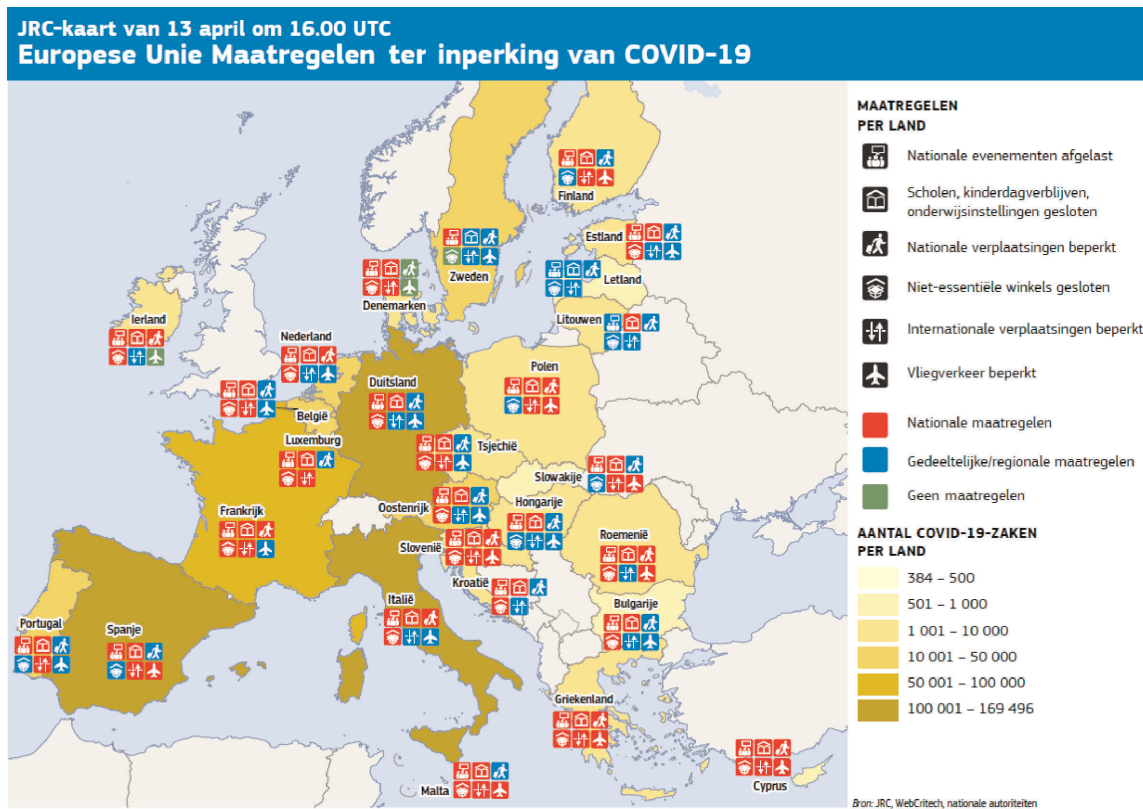 JRC-kaart van 13 april om 16.00 UTC
Europese Unie Maatregelen ter inperking van COVID-19
Finland
Estland
Zweden
Letland
Denemarken
Litouwen
Ierland
Nederland
Polen
Duitsland
België
Luxemburg
Tsjechië
Slowakije
Frankrijk
Oostenrijk
Hongarije
Slovenië
Roemenië
Kroatië
Italië
Bulgarije
Portugal
Spanje
Griekenland
Malta
Cyprus
MAATREGELEN
PER LAND
Nationale evenementen afgelast
Scholen, kinderdagverblijven,
onderwijsinstellingen gesloten
Nationale verplaatsingen beperkt
Niet-essentiële winkels gesloten
Internationale verplaatsingen beperkt
Vliegverkeer beperkt
Nationale maatregelen
Gedeeltelijke/regionale maatregelen
Geen maatregelen
AANTAL COVID-19-ZAKEN
PER LAND
384 – 500
501 – 1 000
1 001 – 10 000
10 001 – 50 000
50 001 – 100 000
100 001 – 169 496
Bron: JRC, WebCritech, nationale autoriteiten